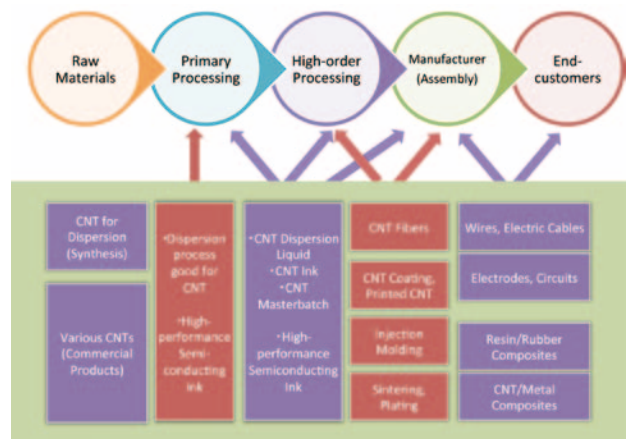 Raw
Materials
Primary
Processing
High-order
Processing
Manufacturer
(Assembly)
End-
customers
CNT for
Dispersion
(Synthesis)
Various CNTs
(Commercial
Products)
•Dispersion
process
good for
CNT
•High-
performance
Semi-
conducting
ink
•CNT Dispersion
Liquid
•CNT Ink
•CNT
Masterbatch
•High-
performance
Semiconducting
Ink
CNT Fibers
CNT Coating,
Printed CNT
Injection
Molding
Sintering,
Plating
Wires, Electric Cables
Electrodes, Circuits
Resin/Rubber
Composites
CNT/Metal
Composites